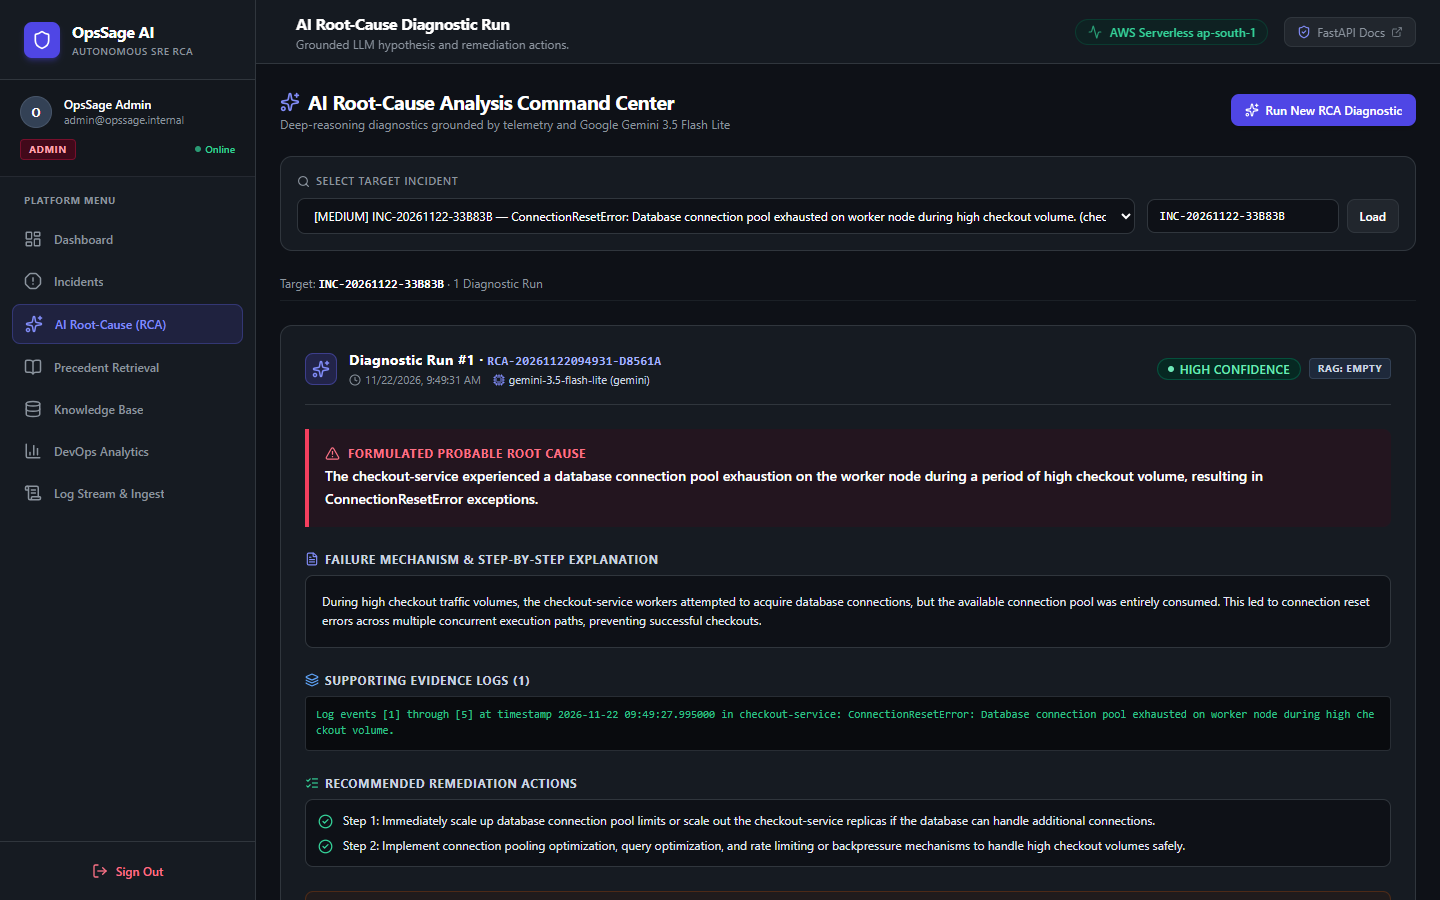 OpsSage AI
AUTONOMOUS SRE RCA
O
OpsSage Admin
admin@opssage.internal
ADMIN
Online
PLATFORM MENU
Dashboard
Incidents
AI Root-Cause (RCA)
Precedent Retrieval
Knowledge Base
DevOps Analytics
Log Stream & Ingest
Sign Out
AI Root-Cause Diagnostic Run
Grounded LLM hypothesis and remediation actions.
AWS Serverless ap-south-1
FastAPI Docs
AI Root-Cause Analysis Command Center
Deep-reasoning diagnostics grounded by telemetry and Google Gemini 3.5 Flash Lite
Run New RCA Diagnostic
SELECT TARGET INCIDENT
[MEDIUM] INC-20261122-33B83B — ConnectionResetError: Database connection pool exhausted on worker node during high checkout volume. (chec
INC-20261122-33B83B
Load
Target: INC-20261122-33B83B · 1 Diagnostic Run
Diagnostic Run #1 · RCA-20261122094931-D8561A
11/22/2026, 9:49:31 AM gemini-3.5-flash-lite (gemini)
HIGH CONFIDENCE
RAG: EMPTY
FORMULATED PROBABLE ROOT CAUSE
The checkout-service experienced a database connection pool exhaustion on the worker node during a period of high checkout volume, resulting in
ConnectionResetError exceptions.
FAILURE MECHANISM & STEP-BY-STEP EXPLANATION
During high checkout traffic volumes, the checkout-service workers attempted to acquire database connections, but the available connection pool was entirely consumed. This led to connection reset
errors across multiple concurrent execution paths, preventing successful checkouts.
SUPPORTING EVIDENCE LOGS (1)
Log events [1] through [5] at timestamp 2026-11-22 09:49:27.995000 in checkout-service: ConnectionResetError: Database connection pool exhausted on worker node during high che
ckout volume.
RECOMMENDED REMEDIATION ACTIONS
Step 1: Immediately scale up database connection pool limits or scale out the checkout-service replicas if the database can handle additional connections.
Step 2: Implement connection pooling optimization, query optimization, and rate limiting or backpressure mechanisms to handle high checkout volumes safely.